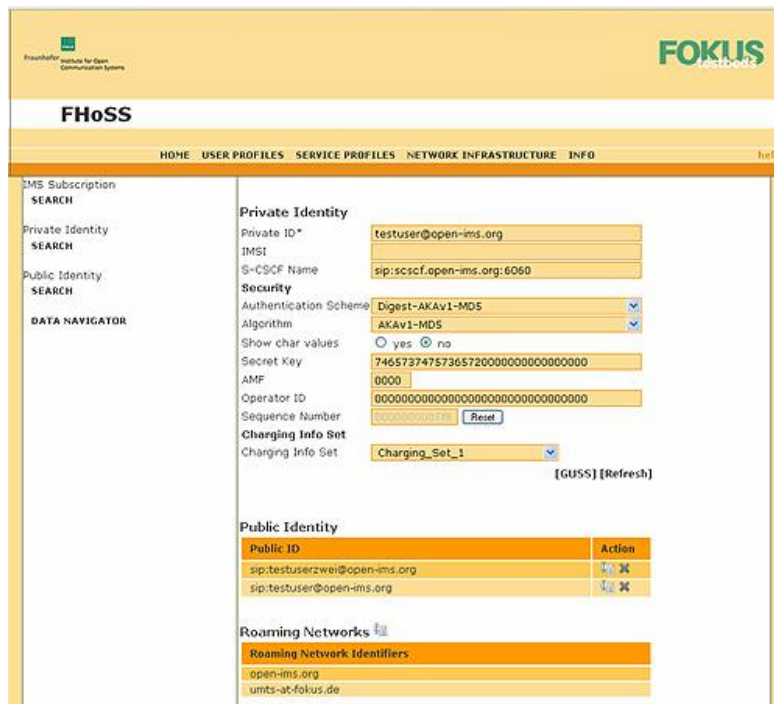 Fraunhofer Institute for Open
Communication Systems
FOKUS
testbeds
FHoSS
HOME USER PROFILES SERVICE PROFILES NETWORK INFRASTRUCTURE INFO hel
IMS Subscription
SEARCH
Private Identity
SEARCH
Public Identity
SEARCH
DATA NAVIGATOR
Private Identity
Private ID* testuser@open-ims.org
IMSI
S-CSCF Name sip:scscf.open-ims.org:6060
Security
Authentication Scheme Digest-AKAv1-MD5
Algorithm AKAv1-MD5
Show char values yes no
Secret Key 74657374757365720000000000000000
AMF 0000
Operator ID 00000000000000000000000000000000
Sequence Number Reset
Charging Info Set
Charging Info Set Charging_Set_1
[GUSS] [Refresh]
Public Identity
Public ID Action
sip:testuserzwei@open-ims.org
sip:testuser@open-ims.org
Roaming Networks
Roaming Network Identifiers
open-ims.org
umts-at-fokus.de